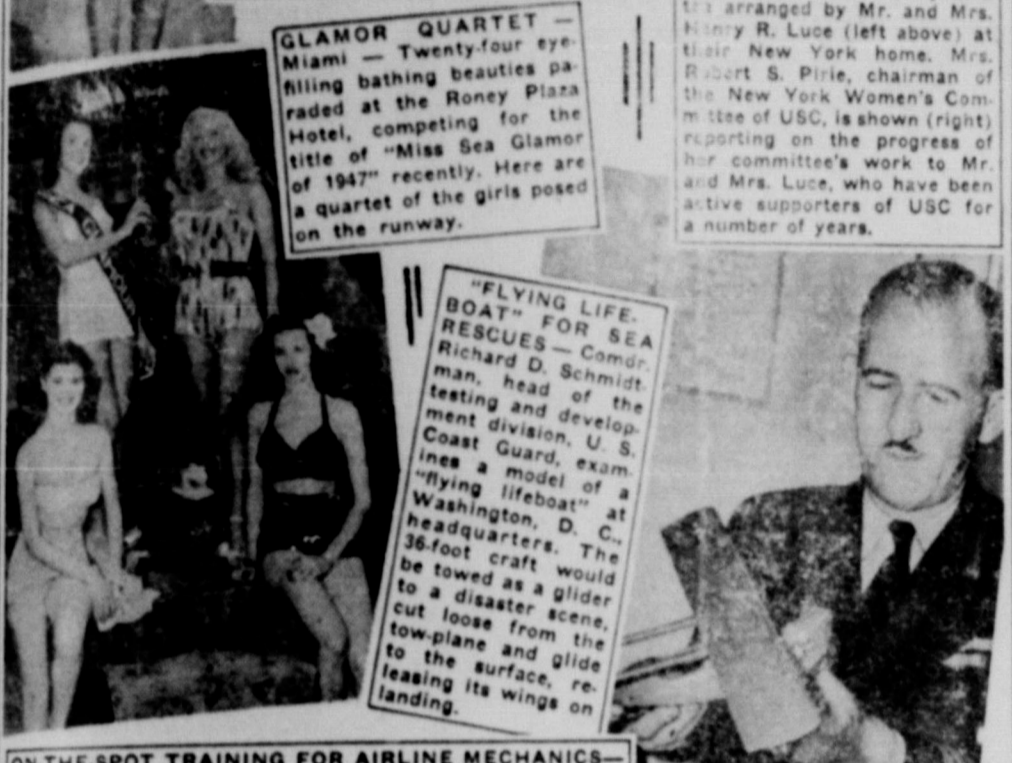 GLAMOR QUARTET —
Miami — Twenty-four eye-
filling bathing beauties pa-
raded at the Roney Plaza
Hotel, competing for the
title of "Miss Sea Glamor
of 1947" recently. Here are
a quartet of the girls posed
on the runway.
arranged by Mr. and Mrs.
Henry R. Luce (left above) at
their New York home. Mrs.
Robert S. Pirie, chairman of
the New York Women's Com-
mittee of USC, is shown (right)
reporting on the progress of
her committee's work to Mr.
and Mrs. Luce, who have been
active supporters of USC for
a number of years.
"FLYING LIFE-
BOAT" FOR SEA
RESCUES — Comdr.
Richard D. Schmidt-
man, head of the
testing and develop-
ment division, U. S.
Coast Guard, exam-
ines a model of a
"flying lifeboat" at
Washington, D. C.,
headquarters. The
36-foot craft would
be towed as a glider
to a disaster scene,
cut loose from the
tow-plane and glide
to the surface, re-
leasing its wings on
landing.
ON THE SPOT TRAINING FOR AIRLINE MECHANICS—